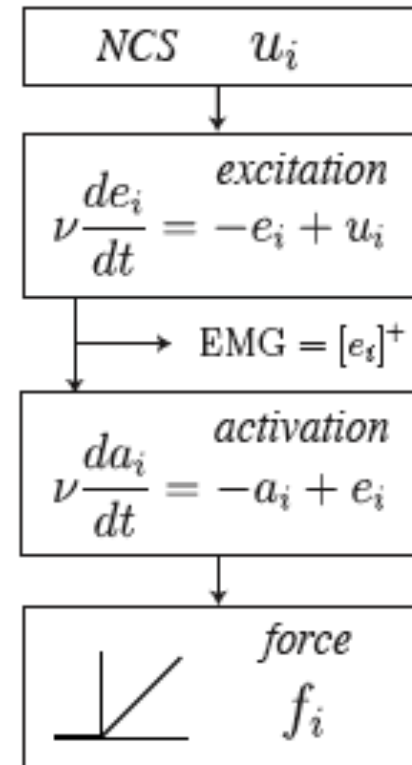 NCS u_i
excitation
ν de_i/dt = −e_i + u_i
EMG = [e_i]^+
activation
ν da_i/dt = −a_i + e_i
force
f_i